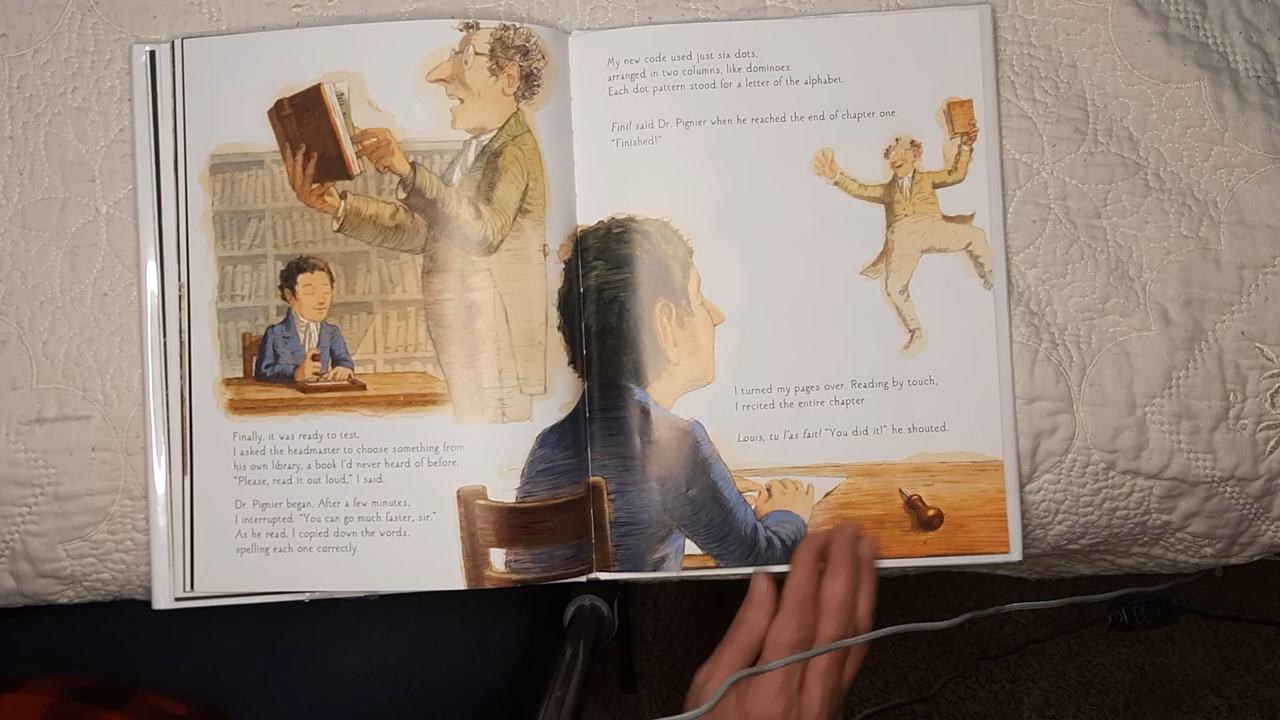 Finally, it was ready to test.
I asked the headmaster to choose something from
his own library, a book I'd never heard of before.
"Please, read it out loud," I said.
Dr. Pignier began. After a few minutes,
I interrupted. "You can go much faster, sir."
As he read, I copied down the words,
spelling each one correctly.
My new code used just six dots,
arranged in two columns, like dominoes.
Each dot pattern stood for a letter of the alphabet.
Fini! said Dr. Pignier when he reached the end of chapter one.
"Finished!"
I turned my pages over. Reading by touch,
I recited the entire chapter.
Louis, tu l'as fait! "You did it!" he shouted.